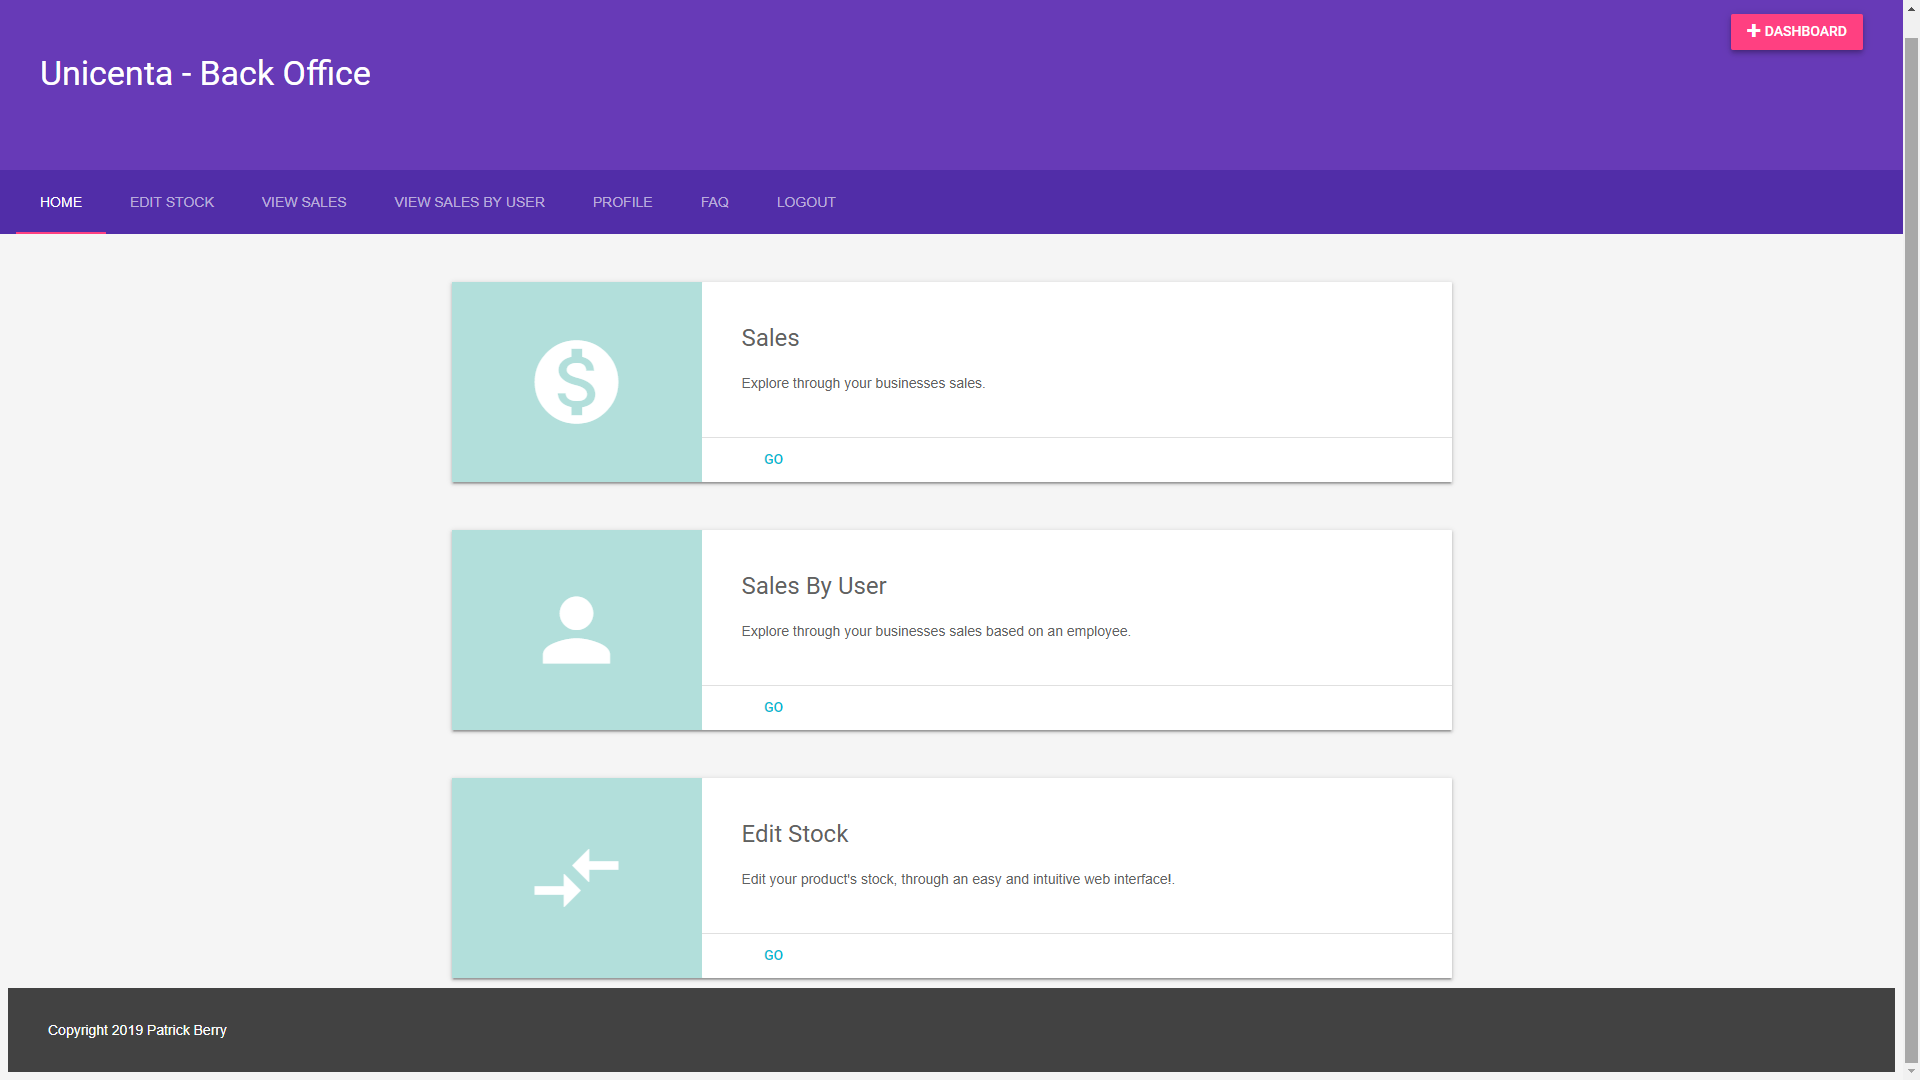 DASHBOARD
Unicenta - Back Office
HOME EDIT STOCK VIEW SALES VIEW SALES BY USER PROFILE FAQ LOGOUT
Sales
Explore through your businesses sales.
GO
Sales By User
Explore through your businesses sales based on an employee.
GO
Edit Stock
Edit your product's stock, through an easy and intuitive web interface!.
GO
Copyright 2019 Patrick Berry